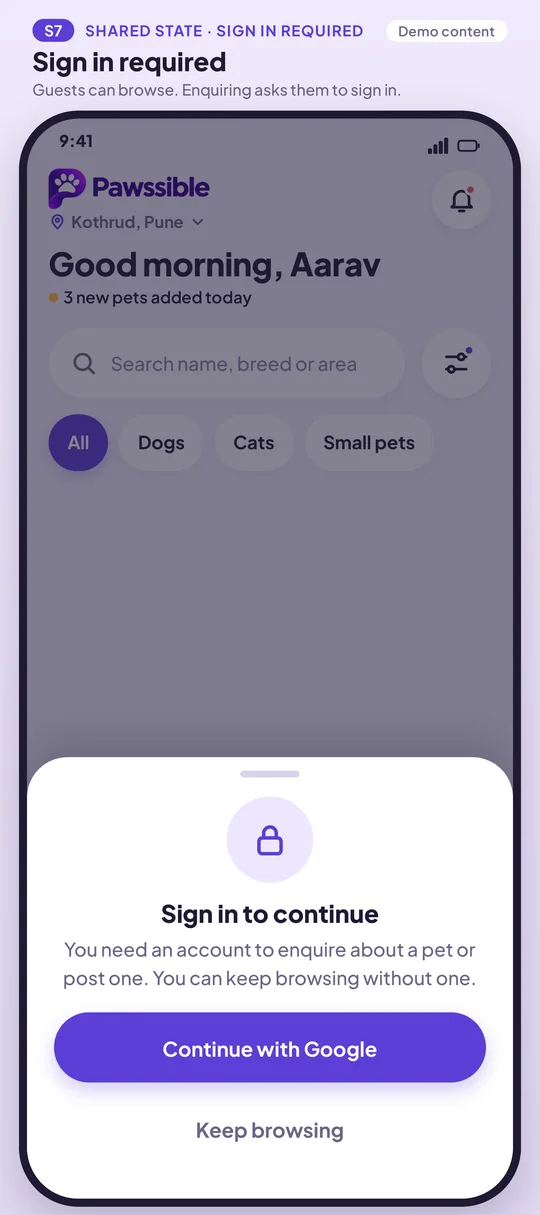 S7 SHARED STATE · SIGN IN REQUIRED Demo content
Sign in required
Guests can browse. Enquiring asks them to sign in.
9:41
Pawssible
Kothrud, Pune
Good morning, Aarav
3 new pets added today
Search name, breed or area
All Dogs Cats Small pets
Sign in to continue
You need an account to enquire about a pet or
post one. You can keep browsing without one.
Continue with Google
Keep browsing